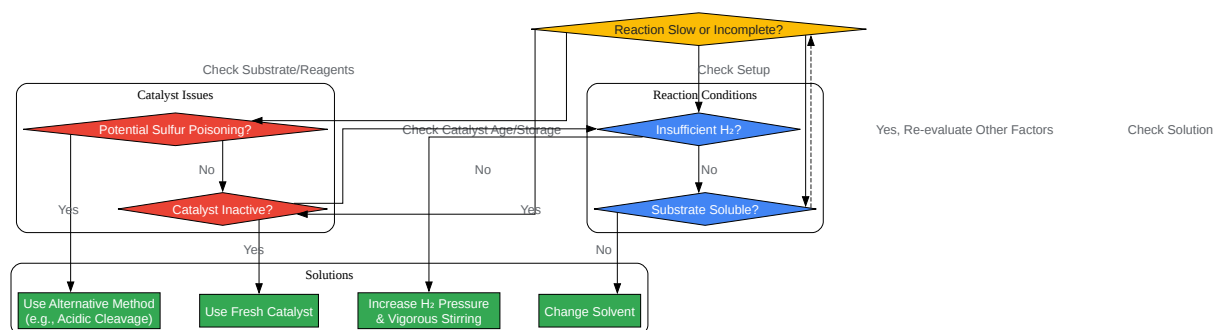 Reaction Slow or Incomplete?
Check Substrate/Reagents
Check Setup
Catalyst Issues
Reaction Conditions
Potential Sulfur Poisoning?
Check Catalyst Age/Storage
Insufficient H₂?
Yes, Re-evaluate Other Factors
Check Solution
No
No
No
Yes
Catalyst Inactive?
Yes
Substrate Soluble?
Yes
No
Solutions
Use Alternative Method
(e.g., Acidic Cleavage)
Use Fresh Catalyst
Increase H₂ Pressure
& Vigorous Stirring
Change Solvent